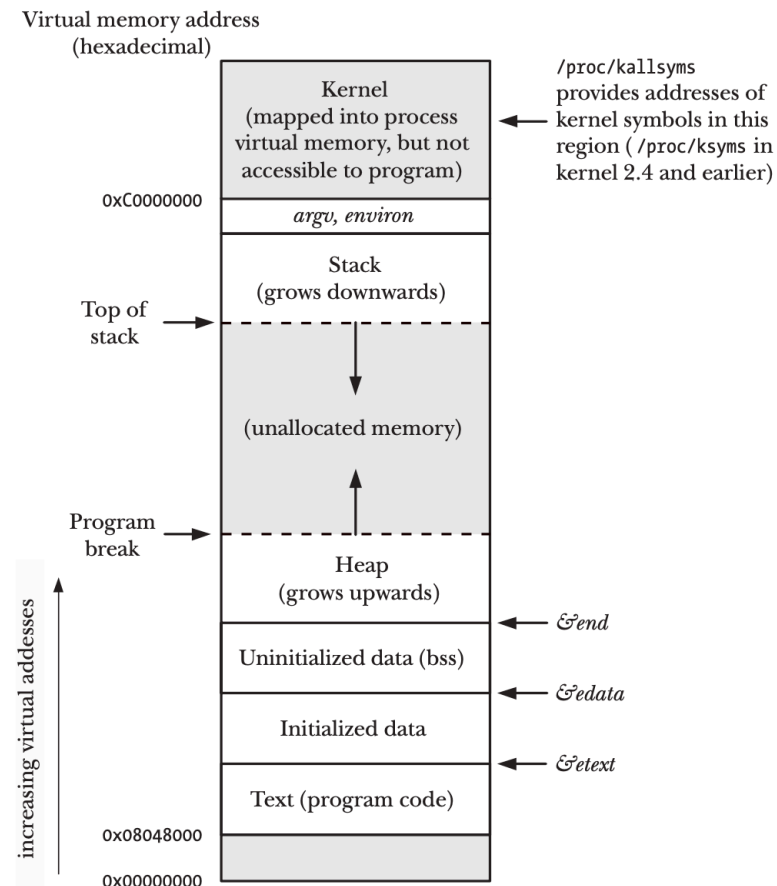 Virtual memory address
(hexadecimal)
/proc/kallsyms
provides addresses of
kernel symbols in this
region (/proc/ksyms in
kernel 2.4 and earlier)
Kernel
(mapped into process
virtual memory, but not
accessible to program)
0xC0000000
argv, environ
Stack
(grows downwards)
Top of
stack
(unallocated memory)
Program
break
Heap
(grows upwards)
&end
Uninitialized data (bss)
&edata
Initialized data
&etext
Text (program code)
increasing virtual addesses
0x08048000
0x00000000